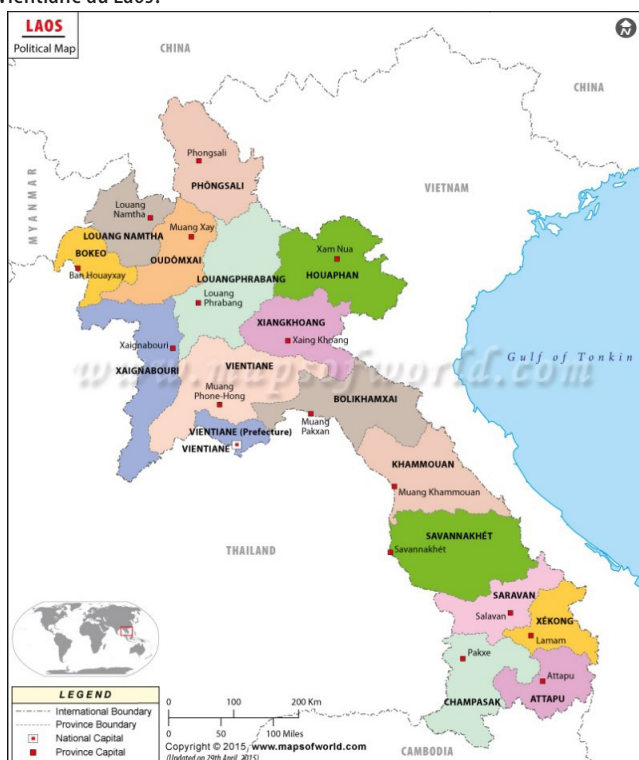 Vientiane au Laos?
LAOS
Political Map
N
CHINA
CHINA
MYANMAR
VIETNAM
Phongsali
PHÔNGSALI
Louang
Namtha
LOUANG NAMTHA
Muang Xay
OUDÔMXAI
BOKEO
Ban Houayxay
LOUANGPHRABANG
Louang
Phrabang
Xam Nua
HOUAPHAN
XIANGKHOANG
Xaing Khoang
Xaignabouri
XAIGNABOURI
VIENTIANE
Gulf of Tonkin
www.mapsofworld.com
Muang
Phone-Hong
BOLIKHAMXAI
Muang
Pakxan
VIENTIANE (Prefecture)
VIENTIANE
KHAMMOUAN
Muang Khammouan
SAVANNAKHÉT
Savannakhét
THAILAND
SARAVAN
Salavan
XÉKONG
Lamam
Pakxe
Attapu
CHAMPASAK
ATTAPU
CAMBODIA
LEGEND
International Boundary
Province Boundary
National Capital
Province Capital
0 100 200 Km
0 50 100 Miles
Copyright © 2015, www.mapsofworld.com
(Updated on 29th April, 2015)